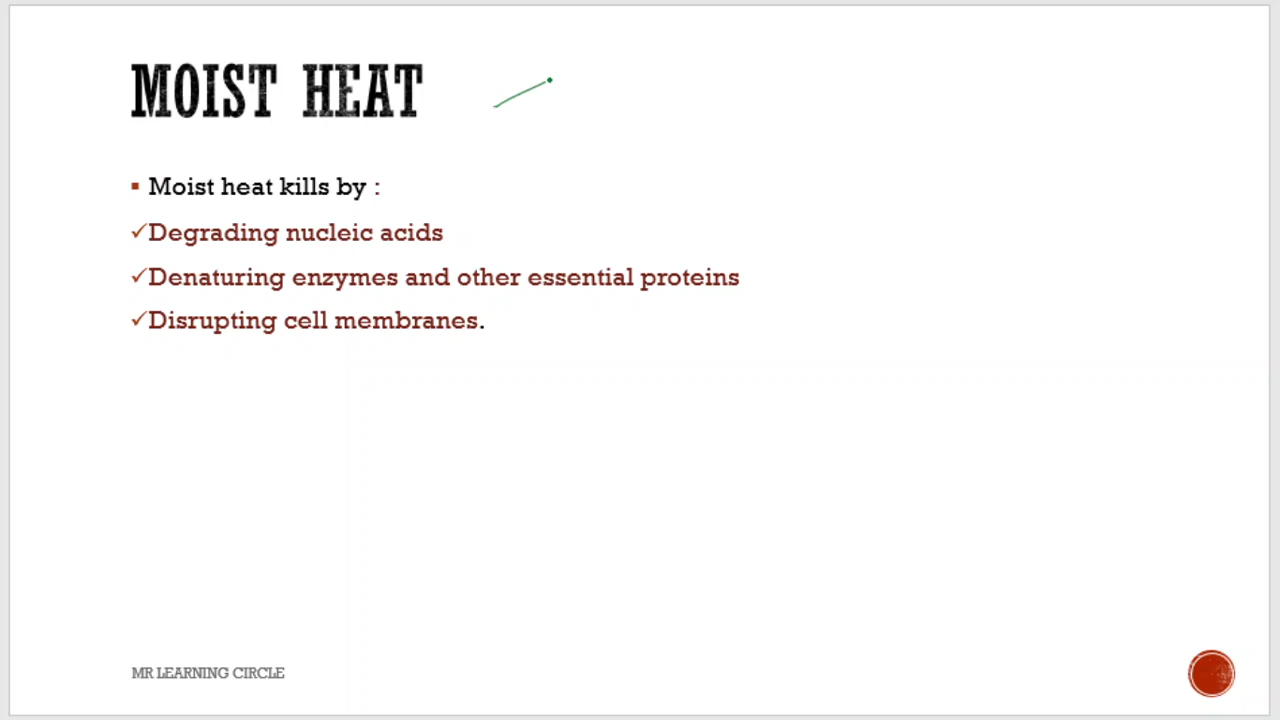 MOIST HEAT
▪ Moist heat kills by :
✓Degrading nucleic acids
✓Denaturing enzymes and other essential proteins
✓Disrupting cell membranes.
MR LEARNING CIRCLE